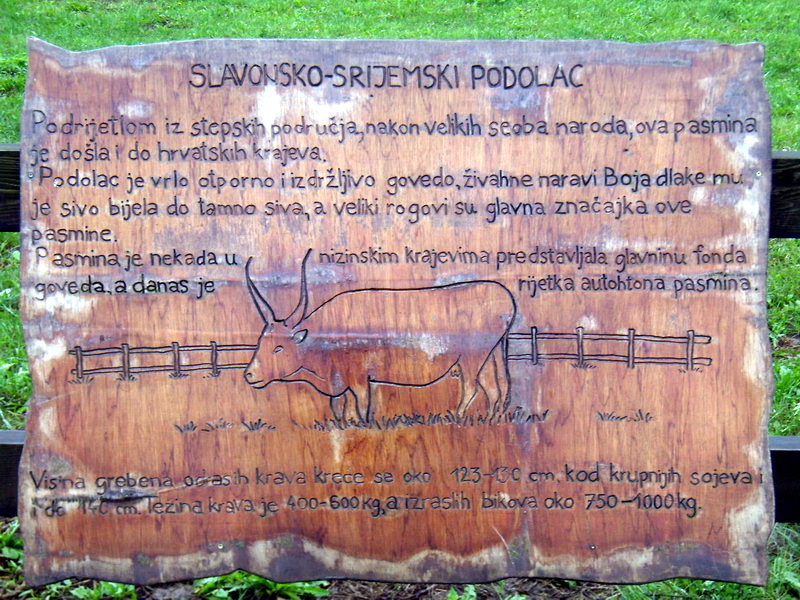 SLAVONSKO-SRIJEMSKI PODOLAC
Podrijetlom iz stepskih područja, nakon velikih seoba naroda, ova pasmina
je došla i do hrvatskih krajeva.
Podolac je vrlo otporno i izdržljivo govedo, živahne naravi Boja dlake mu
je sivo bijela do tamno siva, a veliki rogovi su glavna značajka ove
pasmine.
Pasmina je nekada u nizinskim krajevima predstavljala glavninu fonda
goveda, a danas je rijetka autohtona pasmina.
Visina grebena odraslih krava kreće se oko 123-130 cm. kod krupnijih sojeva i
i do 140 cm. težina krava je 400-600kg, a izraslih bikova oko 750-1000kg.